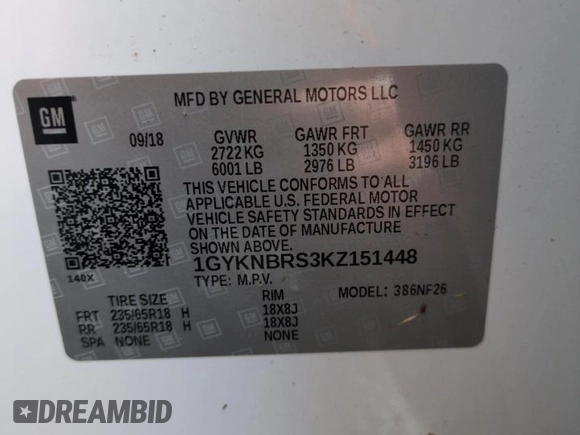 GM
MFD BY GENERAL MOTORS LLC
09/18 GVWR GAWR FRT GAWR RR
2722 KG 1350 KG 1450 KG
6001 LB 2976 LB 3196 LB
THIS VEHICLE CONFORMS TO ALL
APPLICABLE U.S. FEDERAL MOTOR
VEHICLE SAFETY STANDARDS IN EFFECT
ON THE DATE OF MANUFACTURE
SHOWN ABOVE.
140X
1GYKNBRS3KZ151448
TYPE: M.P.V. MODEL: 386NF26
TIRE SIZE RIM
FRT 235/65R18 H 18X8J
RR 235/65R18 H 18X8J
SPA NONE NONE
#DREAMBID